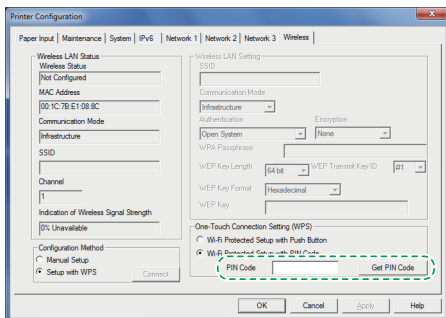 Printer Configuration
Paper Input Maintenance System IPv6 Network 1 Network 2 Network 3 Wireless
Wireless LAN Status
Wireless Status
Not Configured
MAC Address
00:1C:7B:E1:08:8C
Communication Mode
Infrastructure
SSID
Channel
1
Indication of Wireless Signal Strength
0% Unavailable
Configuration Method
Manual Setup
Setup with WPS
Connect
Wireless LAN Setting
SSID
Communication Mode
Infrastructure
Authentication Encryption
Open System None
WPA Passphrase
WEP Key Length 64 bit WEP Transmit Key ID #1
WEP Key Format Hexadecimal
WEP Key
One-Touch Connection Setting (WPS)
Wi-Fi Protected Setup with Push Button
Wi-Fi Protected Setup with PIN Code
PIN Code Get PIN Code
OK Cancel Apply Help